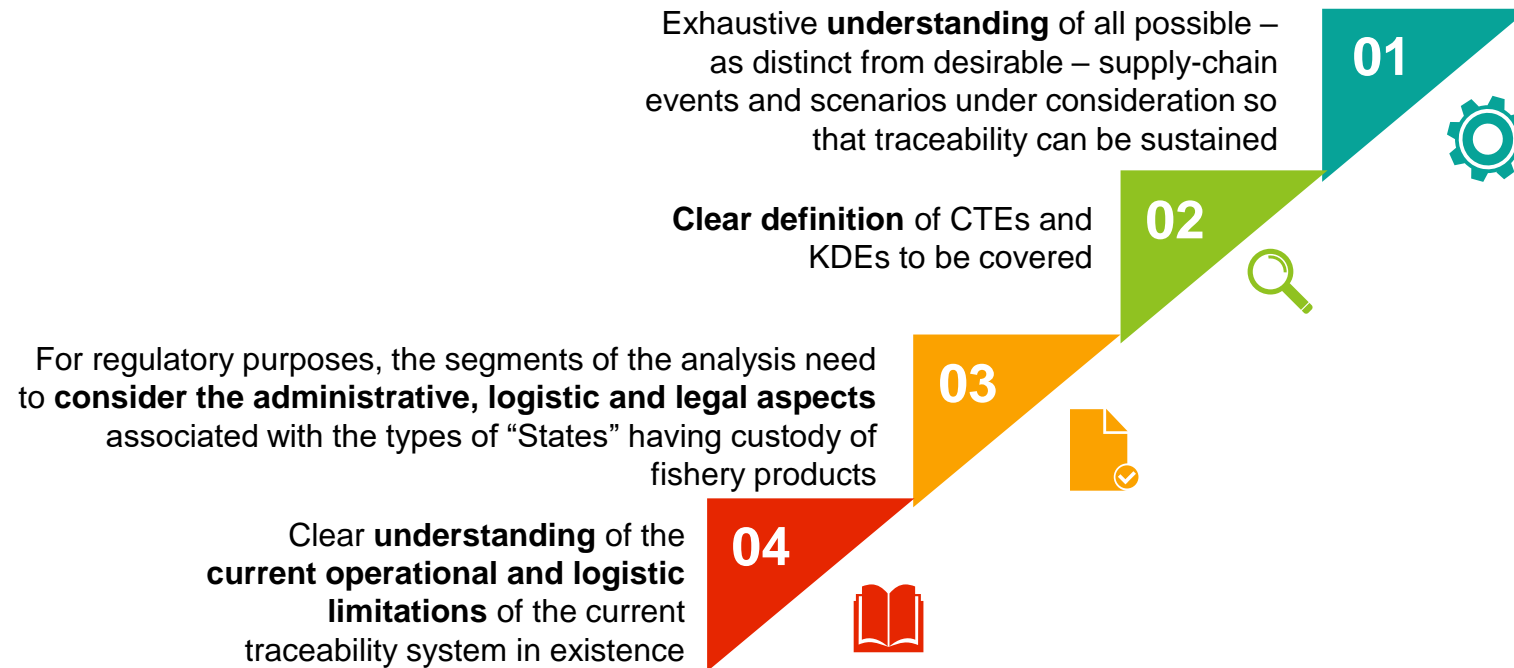 Exhaustive understanding of all possible –
as distinct from desirable – supply-chain
events and scenarios under consideration so
that traceability can be sustained
01
Clear definition of CTEs and
KDEs to be covered
02
For regulatory purposes, the segments of the analysis need
to consider the administrative, logistic and legal aspects
associated with the types of “States” having custody of
fishery products
03
Clear understanding of the
current operational and logistic
limitations of the current
traceability system in existence
04